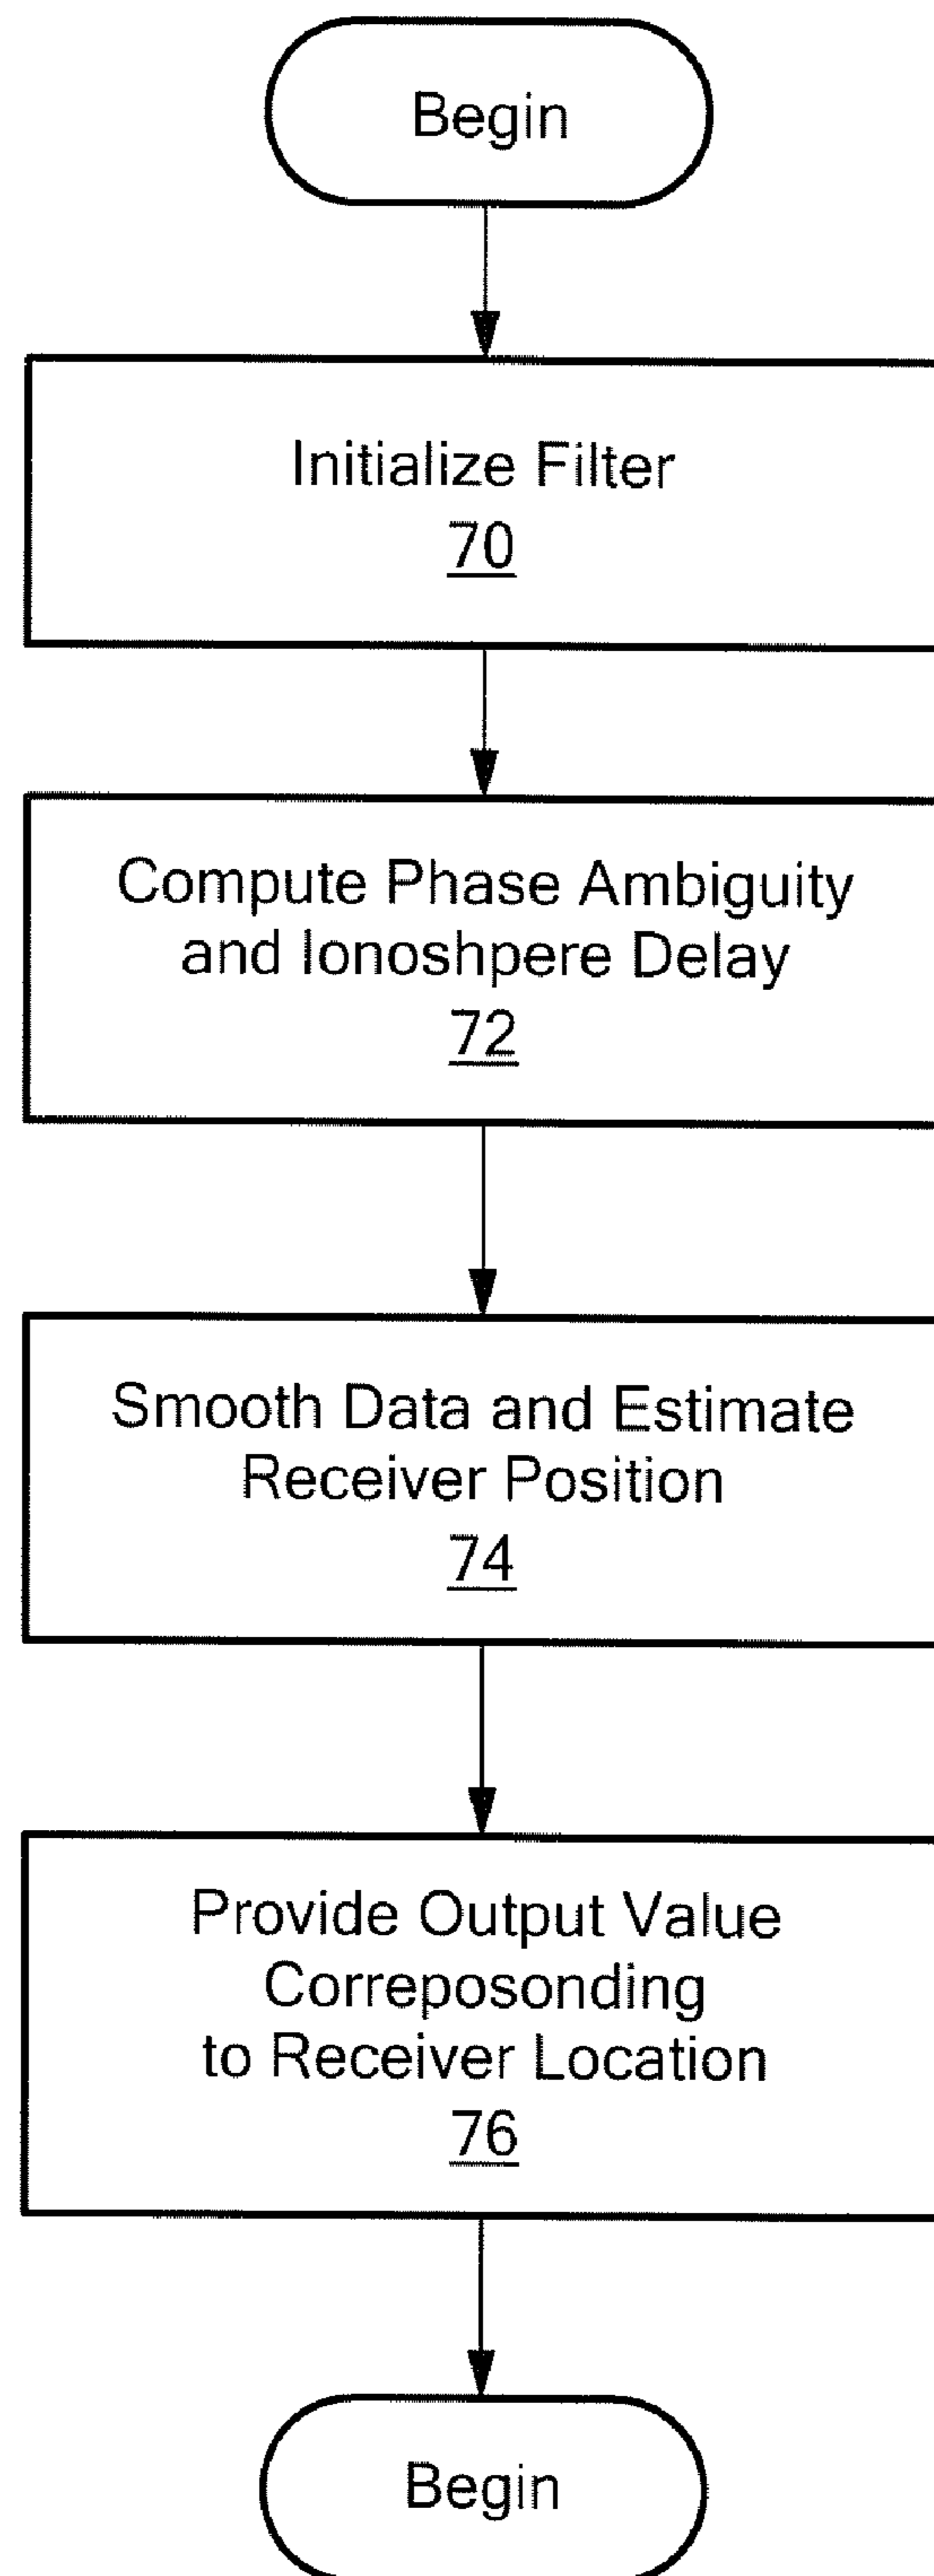 Begin
Initialize Filter
70
Compute Phase Ambiguity
and Ionoshpere Delay
72
Smooth Data and Estimate
Receiver Position
74
Provide Output Value
Correposonding
to Receiver Location
76
Begin